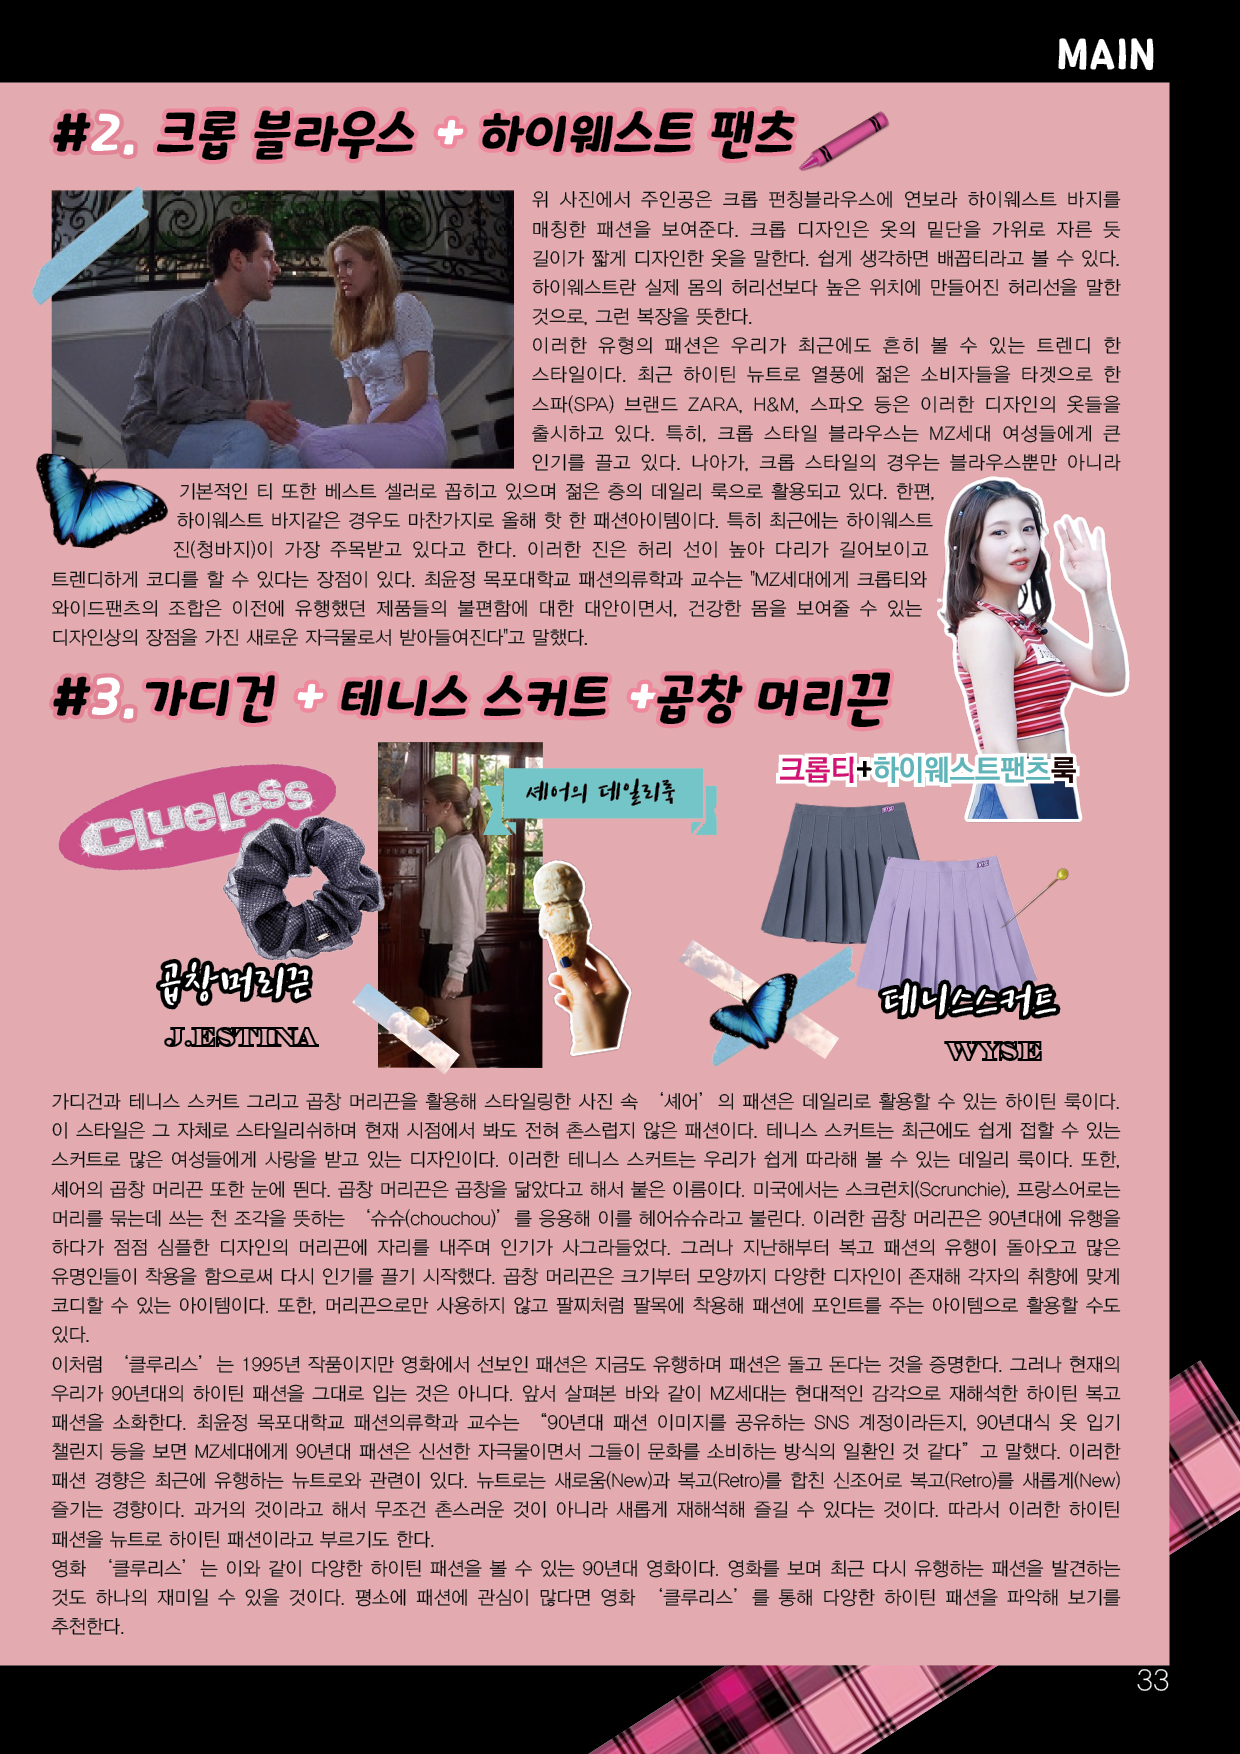 MAIN
#2. 크롭 블라우스 + 하이웨스트 팬츠
위 사진에서 주인공은 크롭 펀칭블라우스에 연보라 하이웨스트 바지를
매칭한 패션을 보여준다. 크롭 디자인은 옷의 밑단을 가위로 자른 듯
길이가 짧게 디자인한 옷을 말한다. 쉽게 생각하면 배꼽티라고 볼 수 있다.
하이웨스트란 실제 몸의 허리선보다 높은 위치에 만들어진 허리선을 말한
것으로, 그런 복장을 뜻한다.
이러한 유형의 패션은 우리가 최근에도 흔히 볼 수 있는 트렌디 한
스타일이다. 최근 하이틴 뉴트로 열풍에 젊은 소비자들을 타겟으로 한
스파(SPA) 브랜드 ZARA, H&M, 스파오 등은 이러한 디자인의 옷들을
출시하고 있다. 특히, 크롭 스타일 블라우스는 MZ세대 여성들에게 큰
인기를 끌고 있다. 나아가, 크롭 스타일의 경우는 블라우스뿐만 아니라
기본적인 티 또한 베스트 셀러로 꼽히고 있으며 젊은 층의 데일리 룩으로 활용되고 있다. 한편,
하이웨스트 바지같은 경우도 마찬가지로 올해 핫 한 패션아이템이다. 특히 최근에는 하이웨스트
진(청바지)이 가장 주목받고 있다고 한다. 이러한 진은 허리 선이 높아 다리가 길어보이고
트렌디하게 코디를 할 수 있다는 장점이 있다. 최윤정 목포대학교 패션의류학과 교수는 "MZ세대에게 크롭티와
와이드팬츠의 조합은 이전에 유행했던 제품들의 불편함에 대한 대안이면서, 건강한 몸을 보여줄 수 있는
디자인상의 장점을 가진 새로운 자극물로서 받아들여진다"고 말했다.
#3. 가디건 + 테니스 스커트 +곱창 머리끈
크롭티+하이웨스트팬츠룩
CLueLess
셰어의 데일리룩
곱창머리끈
J.ESTINA
테니스스커트
WYSE
가디건과 테니스 스커트 그리고 곱창 머리끈을 활용해 스타일링한 사진 속 ‘셰어’의 패션은 데일리로 활용할 수 있는 하이틴 룩이다.
이 스타일은 그 자체로 스타일리쉬하며 현재 시점에서 봐도 전혀 촌스럽지 않은 패션이다. 테니스 스커트는 최근에도 쉽게 접할 수 있는
스커트로 많은 여성들에게 사랑을 받고 있는 디자인이다. 이러한 테니스 스커트는 우리가 쉽게 따라해 볼 수 있는 데일리 룩이다. 또한,
셰어의 곱창 머리끈 또한 눈에 띈다. 곱창 머리끈은 곱창을 닮았다고 해서 붙은 이름이다. 미국에서는 스크런치(Scrunchie), 프랑스어로는
머리를 묶는데 쓰는 천 조각을 뜻하는 ‘슈슈(chouchou)’를 응용해 이를 헤어슈슈라고 불린다. 이러한 곱창 머리끈은 90년대에 유행을
하다가 점점 심플한 디자인의 머리끈에 자리를 내주며 인기가 사그라들었다. 그러나 지난해부터 복고 패션의 유행이 돌아오고 많은
유명인들이 착용을 함으로써 다시 인기를 끌기 시작했다. 곱창 머리끈은 크기부터 모양까지 다양한 디자인이 존재해 각자의 취향에 맞게
코디할 수 있는 아이템이다. 또한, 머리끈으로만 사용하지 않고 팔찌처럼 팔목에 착용해 패션에 포인트를 주는 아이템으로 활용할 수도
있다.
이처럼 ‘클루리스’는 1995년 작품이지만 영화에서 선보인 패션은 지금도 유행하며 패션은 돌고 돈다는 것을 증명한다. 그러나 현재의
우리가 90년대의 하이틴 패션을 그대로 입는 것은 아니다. 앞서 살펴본 바와 같이 MZ세대는 현대적인 감각으로 재해석한 하이틴 복고
패션을 소화한다. 최윤정 목포대학교 패션의류학과 교수는 “90년대 패션 이미지를 공유하는 SNS 계정이라든지, 90년대식 옷 입기
챌린지 등을 보면 MZ세대에게 90년대 패션은 신선한 자극물이면서 그들이 문화를 소비하는 방식의 일환인 것 같다”고 말했다. 이러한
패션 경향은 최근에 유행하는 뉴트로와 관련이 있다. 뉴트로는 새로움(New)과 복고(Retro)를 합친 신조어로 복고(Retro)를 새롭게(New)
즐기는 경향이다. 과거의 것이라고 해서 무조건 촌스러운 것이 아니라 새롭게 재해석해 즐길 수 있다는 것이다. 따라서 이러한 하이틴
패션을 뉴트로 하이틴 패션이라고 부르기도 한다.
영화 ‘클루리스’는 이와 같이 다양한 하이틴 패션을 볼 수 있는 90년대 영화이다. 영화를 보며 최근 다시 유행하는 패션을 발견하는
것도 하나의 재미일 수 있을 것이다. 평소에 패션에 관심이 많다면 영화 ‘클루리스’를 통해 다양한 하이틴 패션을 파악해 보기를
추천한다.
33